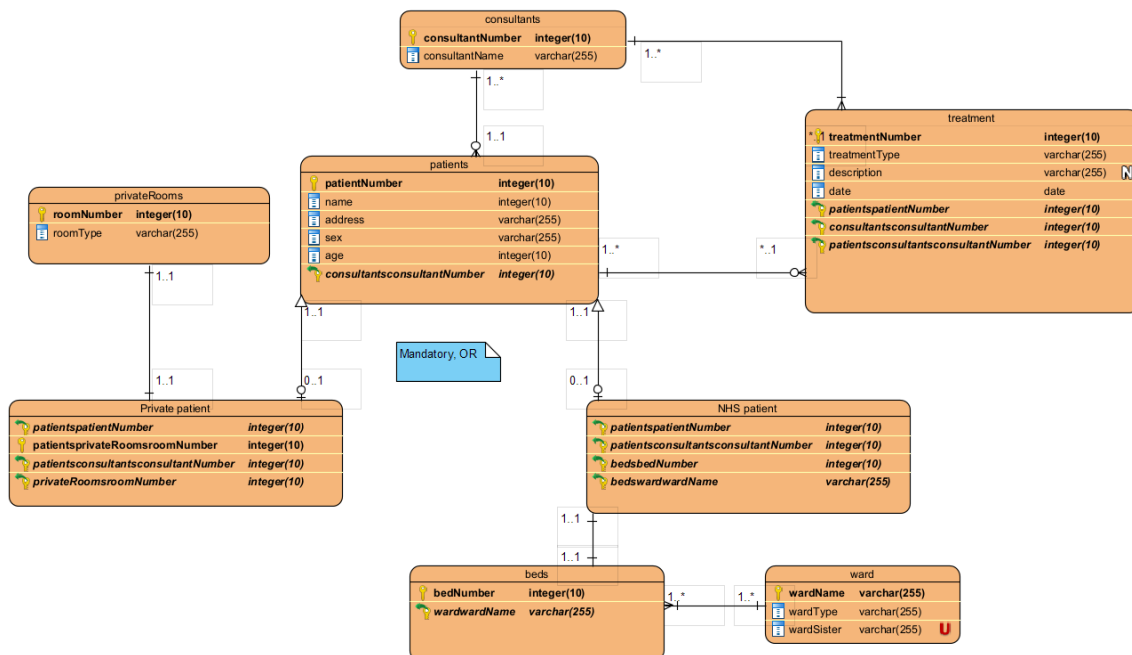 consultants
consultantNumber integer(10)
consultantName varchar(255)
1..*
1..*
1..1
treatment
*..1
treatmentNumber integer(10)
treatmentType varchar(255)
description varchar(255) N
date date
patientspatientNumber integer(10)
consultantsconsultantNumber integer(10)
patientsconsultantsconsultantNumber integer(10)
patients
patientNumber integer(10)
name integer(10)
address varchar(255)
sex varchar(255)
age integer(10)
consultantsconsultantNumber integer(10)
1..*
*..1
privateRooms
roomNumber integer(10)
roomType varchar(255)
1..1
1..1
1..1
1..1
0..1
0..1
Mandatory, OR
Private patient
patientspatientNumber integer(10)
patientsprivateRoomsroomNumber integer(10)
patientsconsultantsconsultantNumber integer(10)
privateRoomsroomNumber integer(10)
NHS patient
patientspatientNumber integer(10)
patientsconsultantsconsultantNumber integer(10)
bedsbedNumber integer(10)
bedswardwardName varchar(255)
1..1
1..1
beds
bedNumber integer(10)
wardwardName varchar(255)
1..*
1..*
ward
wardName varchar(255)
wardType varchar(255)
wardSister varchar(255) U